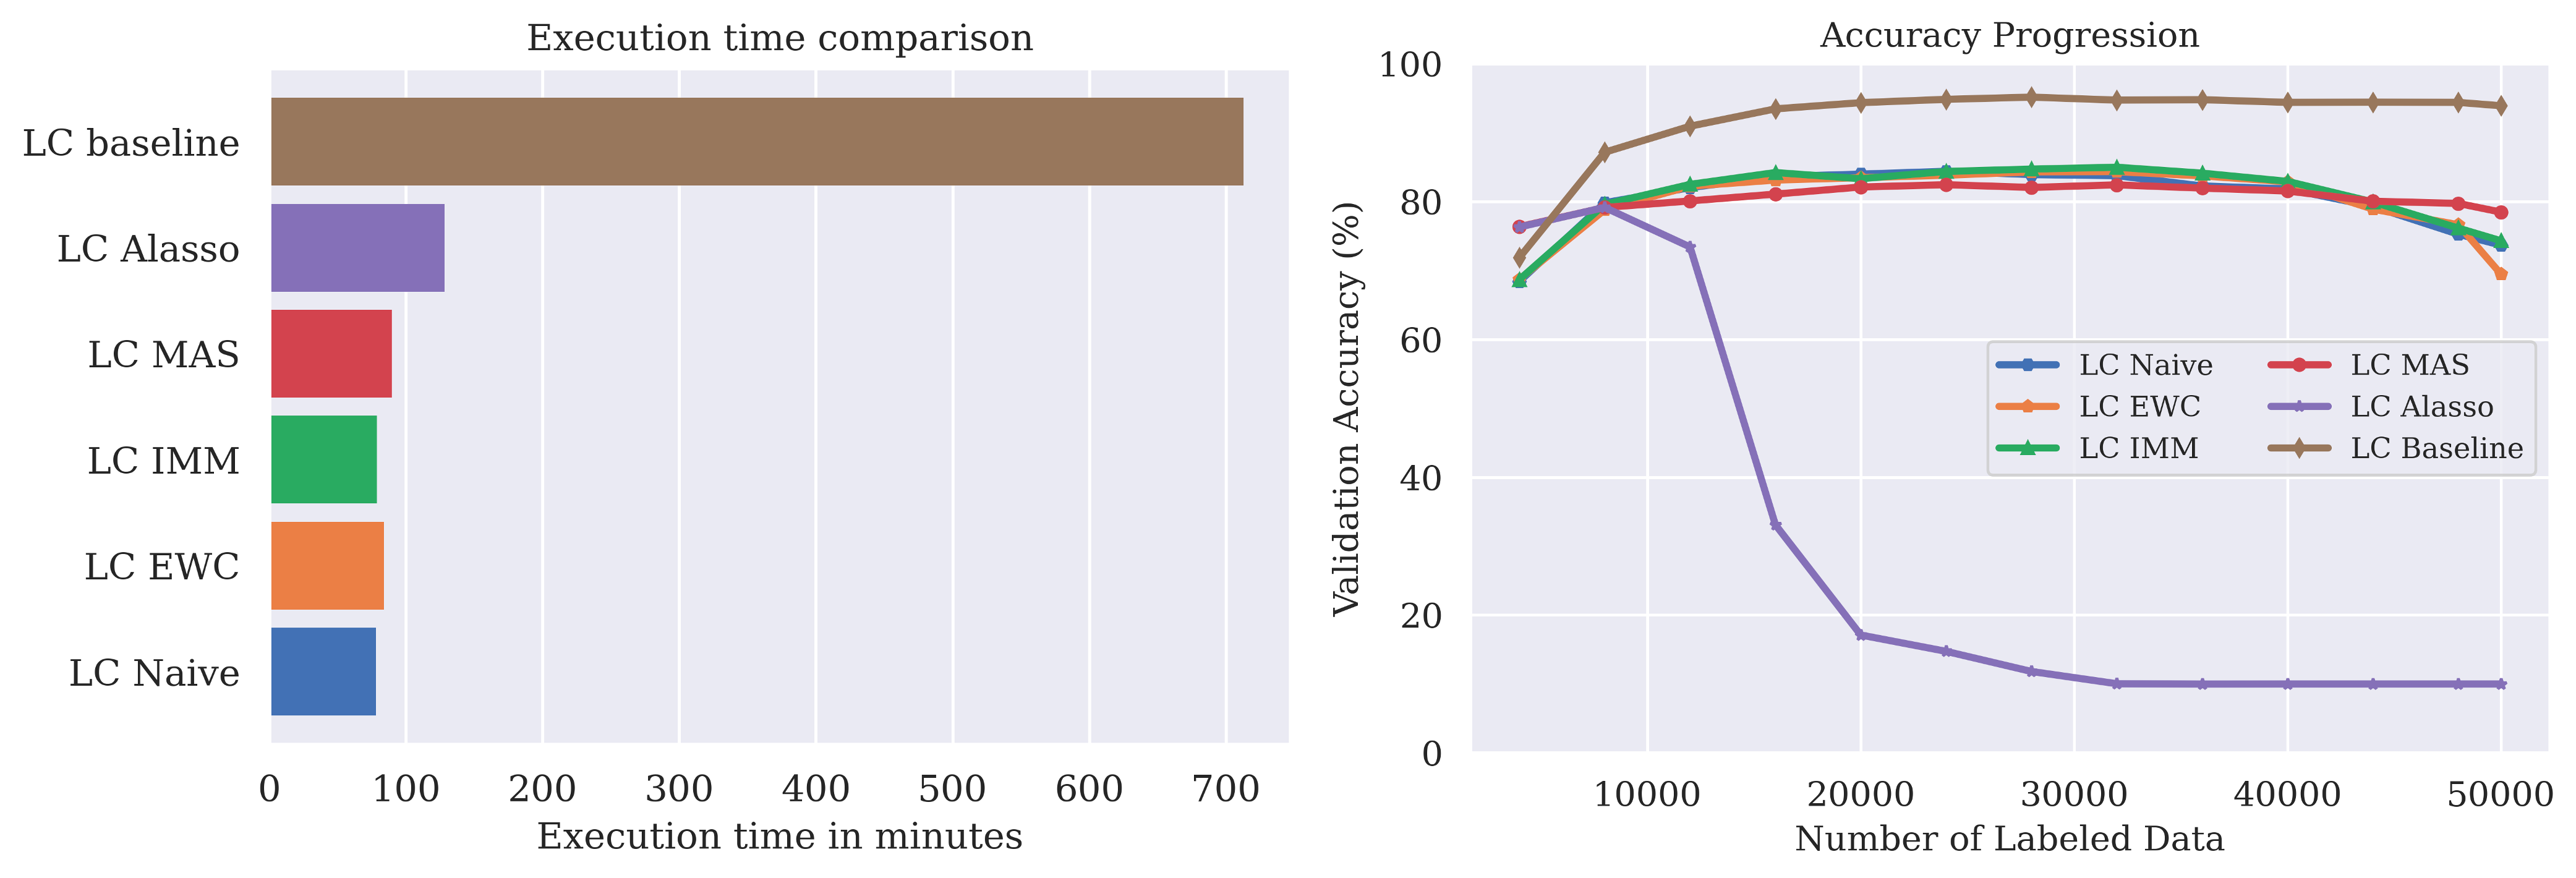 Execution time comparison
LC baseline
LC Alasso
LC MAS
LC IMM
LC EWC
LC Naive
0 100 200 300 400 500 600 700
Execution time in minutes
Accuracy Progression
Validation Accuracy (%)
100
80
60
40
20
0
LC Naive LC MAS
LC EWC LC Alasso
LC IMM LC Baseline
10000 20000 30000 40000 50000
Number of Labeled Data